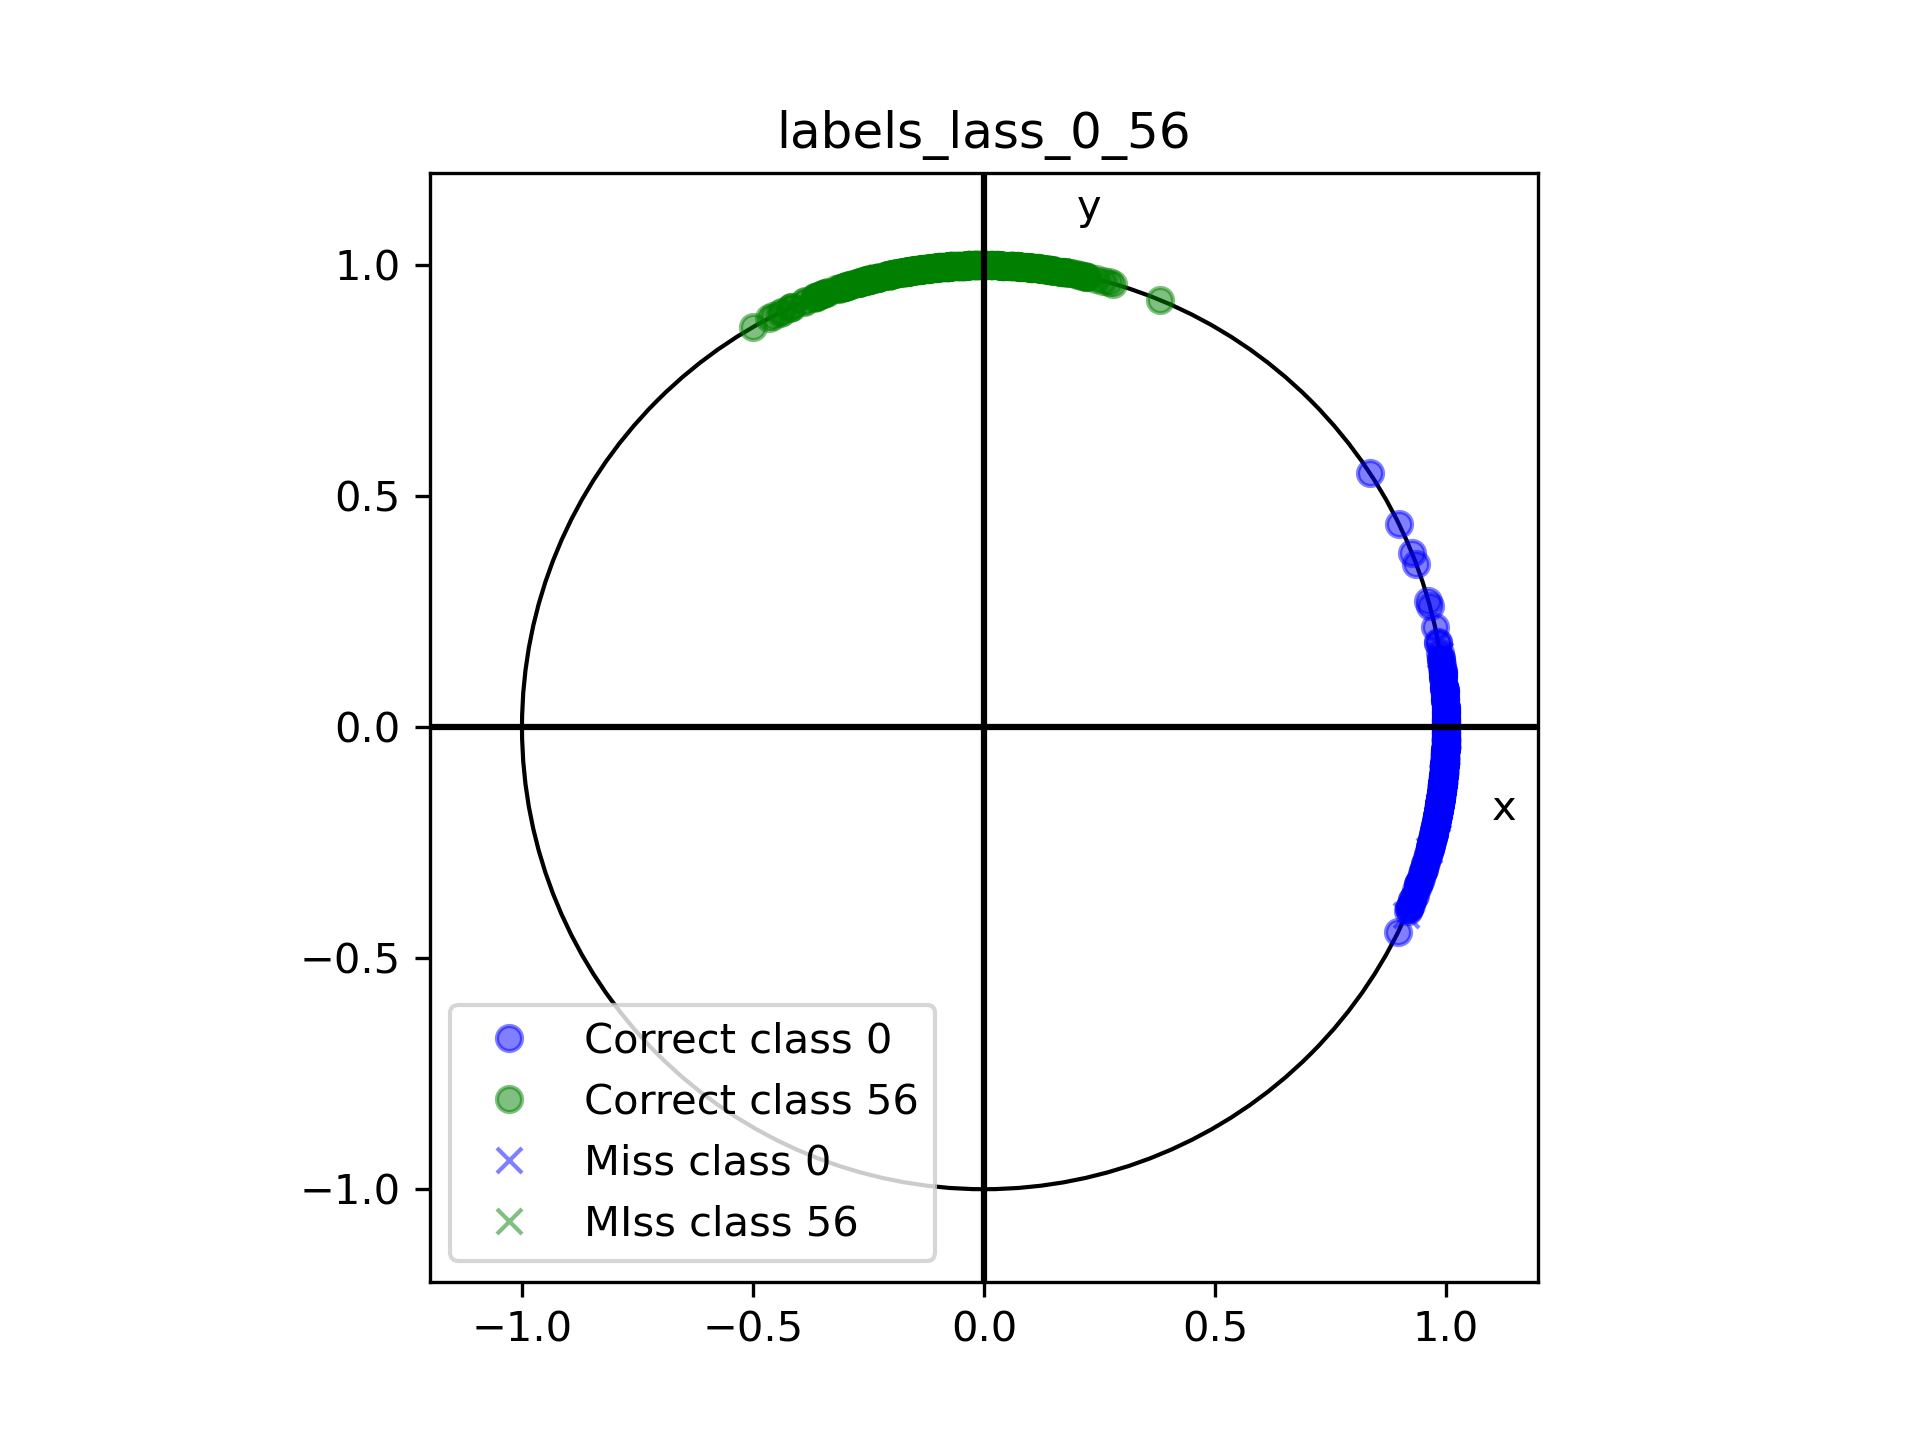 labels_lass_0_56
y
1.0
0.5
0.0
x
−0.5
−1.0
Correct class 0
Correct class 56
Miss class 0
MIss class 56
−1.0 −0.5 0.0 0.5 1.0